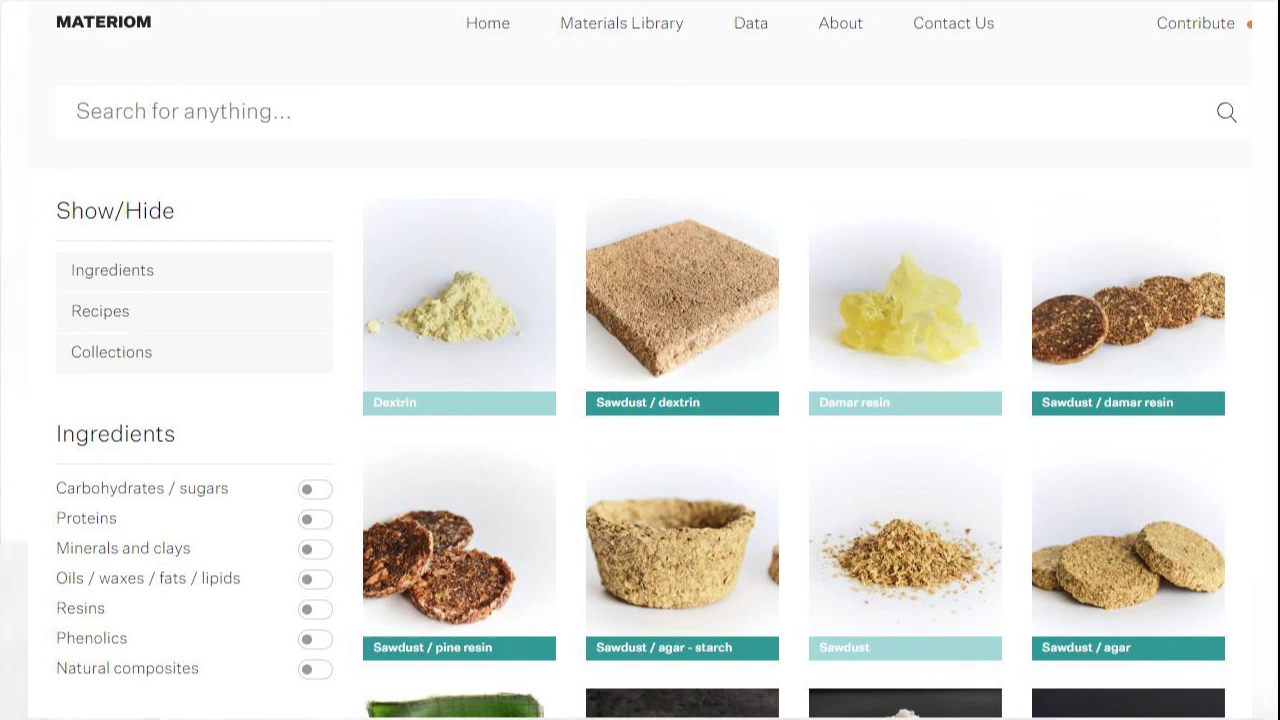 MATERIOM
Home
Materials Library
Data
About
Contact Us
Contribute
Search for anything...
Show/Hide
Ingredients
Recipes
Collections
Ingredients
Carbohydrates / sugars
Proteins
Minerals and clays
Oils / waxes / fats / lipids
Resins
Phenolics
Natural composites
Dextrin
Sawdust / dextrin
Damar resin
Sawdust / damar resin
Sawdust / pine resin
Sawdust / agar - starch
Sawdust
Sawdust / agar